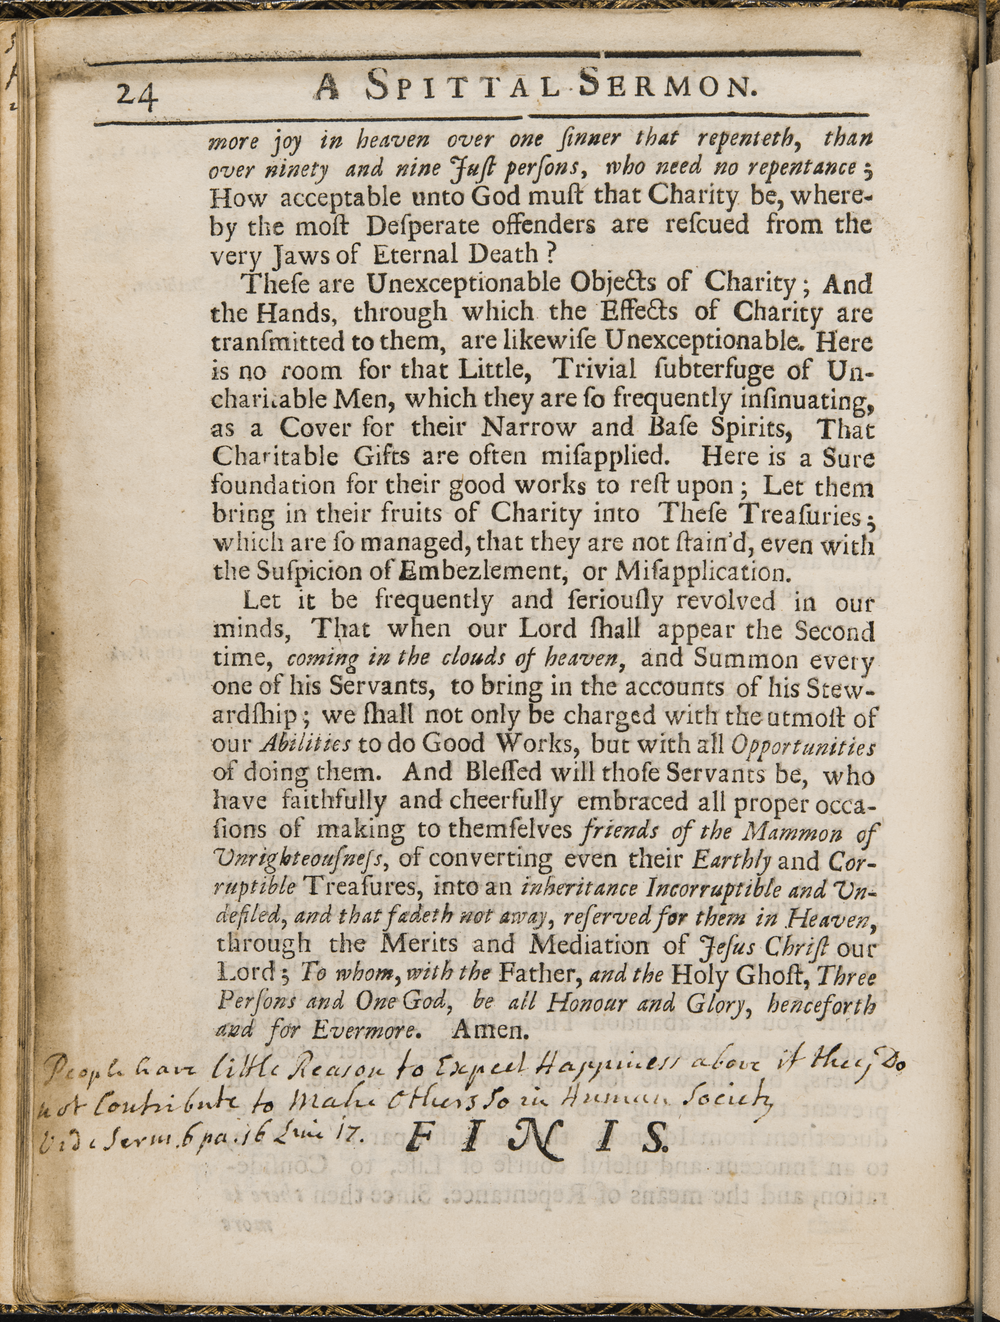 24 A SPITTAL SERMON.
more joy in heaven over one ſinner that repenteth, than
over ninety and nine Juſt perſons, who need no repentance;
How acceptable unto God muſt that Charity be, where-
by the moſt Deſperate offenders are reſcued from the
very Jaws of Eternal Death ?
Theſe are Unexceptionable Objects of Charity; And
the Hands, through which the Effects of Charity are
tranſmitted to them, are likewiſe Unexceptionable. Here
is no room for that Little, Trivial ſubterfuge of Un-
charitable Men, which they are ſo frequently inſinuating,
as a Cover for their Narrow and Baſe Spirits, That
Charitable Gifts are often miſapplied. Here is a Sure
foundation for their good works to reſt upon; Let them
bring in their fruits of Charity into Theſe Treaſuries;
which are ſo managed, that they are not ſtain'd, even with
the Suſpicion of Embezlement, or Miſapplication.
Let it be frequently and ſeriouſly revolved in our
minds, That when our Lord ſhall appear the Second
time, coming in the clouds of heaven, and Summon every
one of his Servants, to bring in the accounts of his Stew-
ardſhip; we ſhall not only be charged with the utmoſt of
our Abilities to do Good Works, but with all Opportunities
of doing them. And Bleſſed will thoſe Servants be, who
have faithfully and cheerfully embraced all proper occa-
ſions of making to themſelves friends of the Mammon of
Unrighteouſneſs, of converting even their Earthly and Cor-
ruptible Treaſures, into an inheritance Incorruptible and Un-
defiled, and that fadeth not away, reſerved for them in Heaven,
through the Merits and Mediation of Jeſus Chriſt our
Lord; To whom, with the Father, and the Holy Ghoſt, Three
Perſons and One God, be all Honour and Glory, henceforth
and for Evermore. Amen.
People have little Reason to Expect Happiness above if they Do
not Contribute to Make Others So in Human Society
Vide Serm. 6 pa. 16 Line 17.
FINIS.